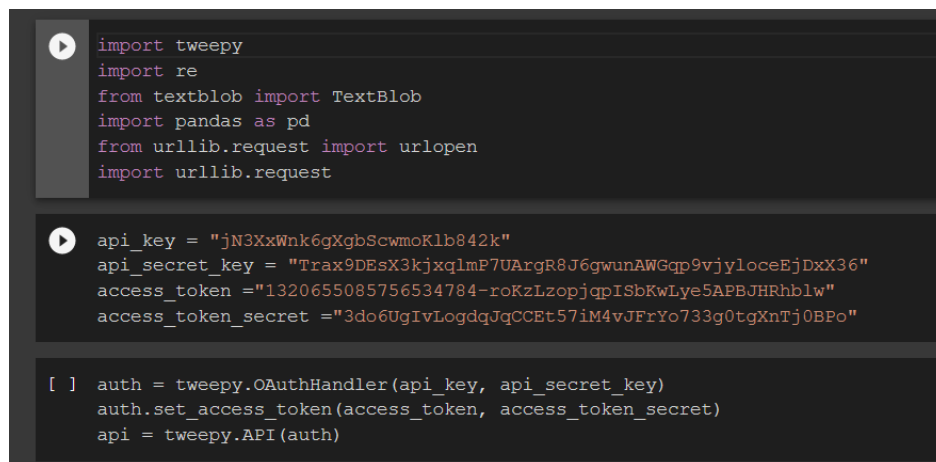 import tweepy
import re
from textblob import TextBlob
import pandas as pd
from urllib.request import urlopen
import urllib.request
api_key = "jN3XxWnk6gXgbScwmoKlb842k"
api_secret_key = "Trax9DEsX3kjxqlmP7UArgR8J6gwunAWGqp9vjyloceEjDxX36"
access_token ="1320655085756534784-roKzLzopjqpISbKwLye5APBJHRhblw"
access_token_secret ="3do6UgIvLogdqJqCCEt57iM4vJFrYo733g0tgXnTj0BPo"
[ ] auth = tweepy.OAuthHandler(api_key, api_secret_key)
auth.set_access_token(access_token, access_token_secret)
api = tweepy.API(auth)